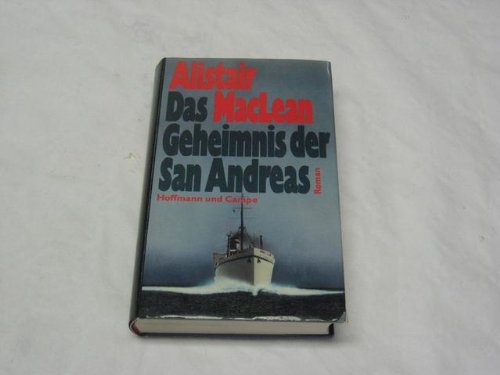 Alistair
Das MacLean
Geheimnis der
San Andreas
Roman
Hoffmann und Campe